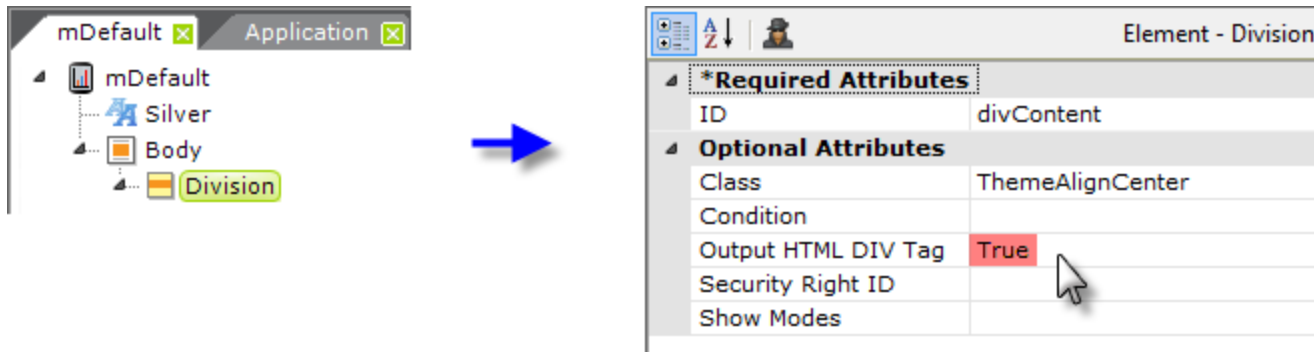 mDefault
Application
mDefault
Silver
Body
Division
A
Z
Element - Division
*Required Attributes
ID divContent
Optional Attributes
Class ThemeAlignCenter
Condition
Output HTML DIV Tag True
Security Right ID
Show Modes